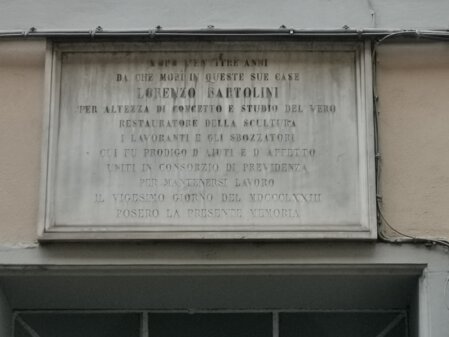 DOPO VENTITRE ANNI
DA CHE MORÌ IN QUESTE SUE CASE
LORENZO BARTOLINI
PER ALTEZZA DI CONCETTO E STUDIO DEL VERO
RESTAURATORE DELLA SCULTURA
I LAVORANTI E GLI SBOZZATORI
CUI FU PRODIGO D'AIUTI E D'AFFETTO
UNITI IN CONSORZIO DI PREVIDENZA
PER MANTENERSI LAVORO
IL VIGESIMO GIORNO DEL MDCCCLXXIII
POSERO LA PRESENTE MEMORIA